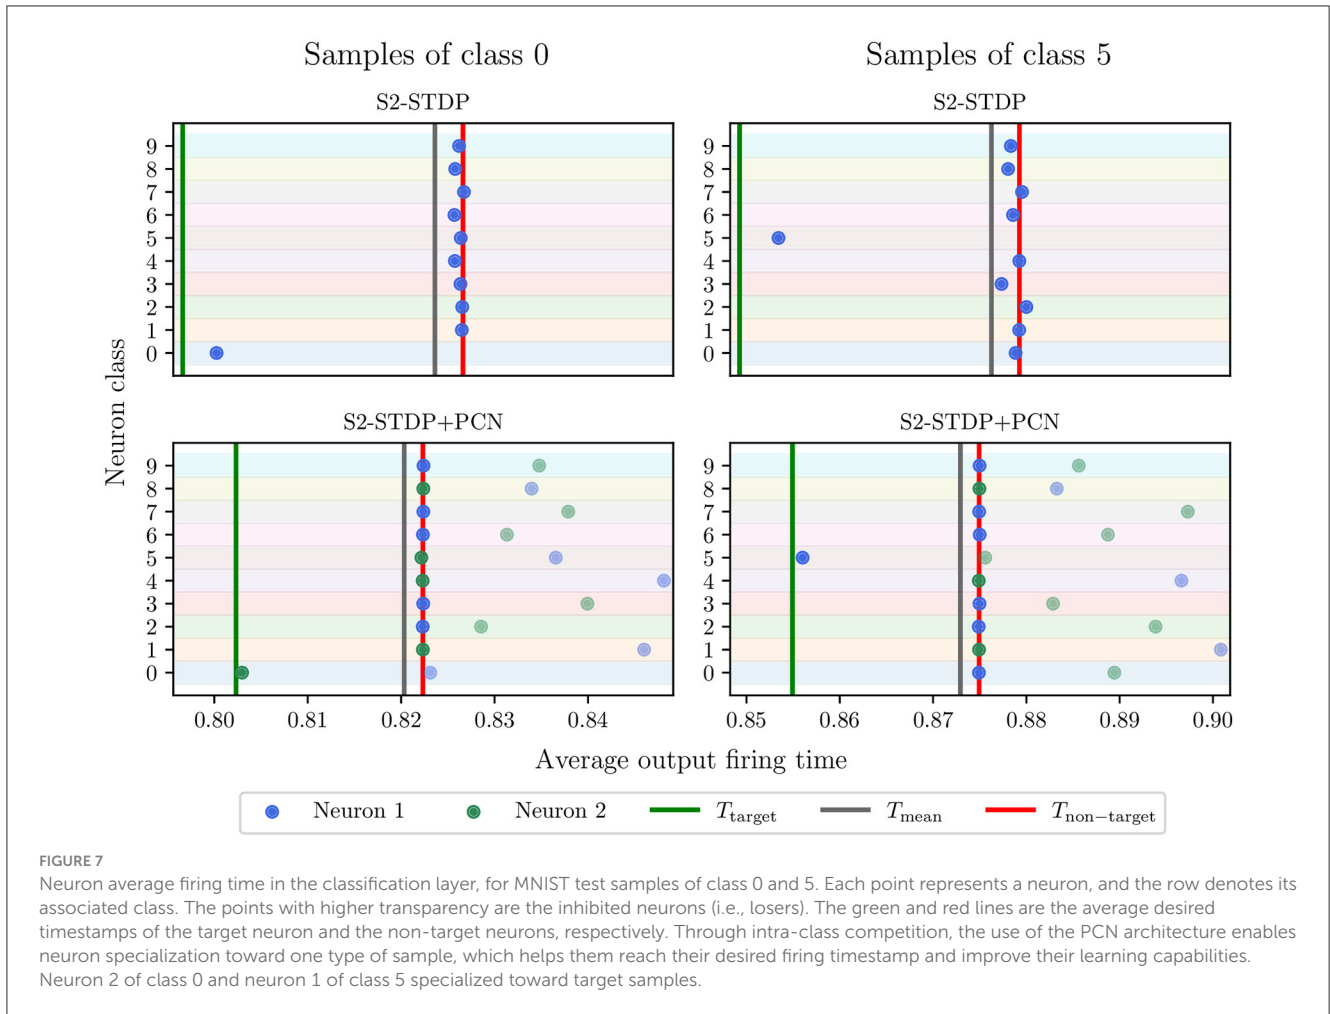 Samples of class 0
Samples of class 5
S2-STDP
S2-STDP
9
8
7
6
5
4
3
2
1
0
9
8
7
6
5
4
3
2
1
0
Neuron class
S2-STDP+PCN
S2-STDP+PCN
9
8
7
6
5
4
3
2
1
0
9
8
7
6
5
4
3
2
1
0
0.80 0.81 0.82 0.83 0.84
0.85 0.86 0.87 0.88 0.89 0.90
Average output firing time
Neuron 1 Neuron 2 T_target T_mean T_non−target
FIGURE 7
Neuron average firing time in the classification layer, for MNIST test samples of class 0 and 5. Each point represents a neuron, and the row denotes its
associated class. The points with higher transparency are the inhibited neurons (i.e., losers). The green and red lines are the average desired
timestamps of the target neuron and the non-target neurons, respectively. Through intra-class competition, the use of the PCN architecture enables
neuron specialization toward one type of sample, which helps them reach their desired firing timestamp and improve their learning capabilities.
Neuron 2 of class 0 and neuron 1 of class 5 specialized toward target samples.